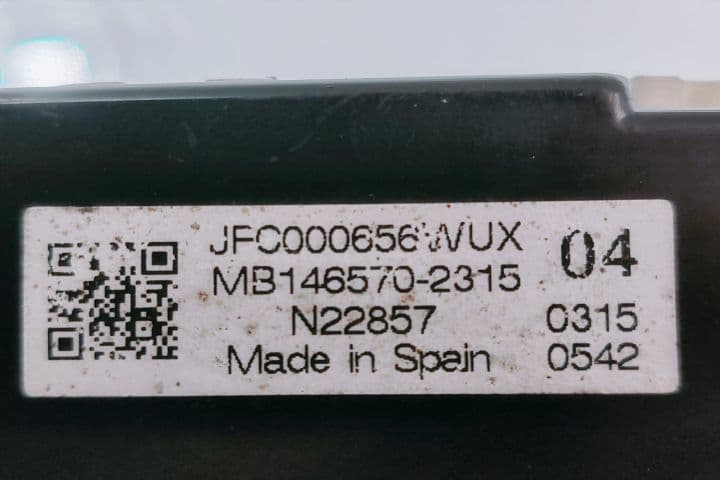 JFC000656WUX 04
MB146570-2315
N22857 0315
Made in Spain 0542